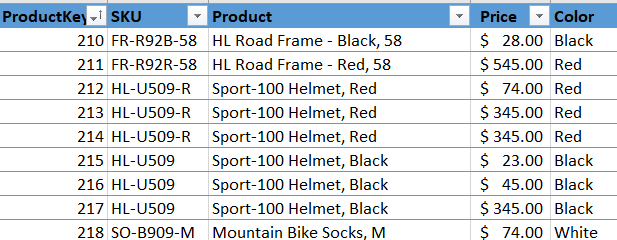 ProductKey SKU Product Price Color
210 FR-R92B-58 HL Road Frame - Black, 58 $ 28.00 Black
211 FR-R92R-58 HL Road Frame - Red, 58 $ 545.00 Red
212 HL-U509-R Sport-100 Helmet, Red $ 74.00 Red
213 HL-U509-R Sport-100 Helmet, Red $ 345.00 Red
214 HL-U509-R Sport-100 Helmet, Red $ 345.00 Red
215 HL-U509 Sport-100 Helmet, Black $ 23.00 Black
216 HL-U509 Sport-100 Helmet, Black $ 45.00 Black
217 HL-U509 Sport-100 Helmet, Black $ 345.00 Black
218 SO-B909-M Mountain Bike Socks, M $ 74.00 White